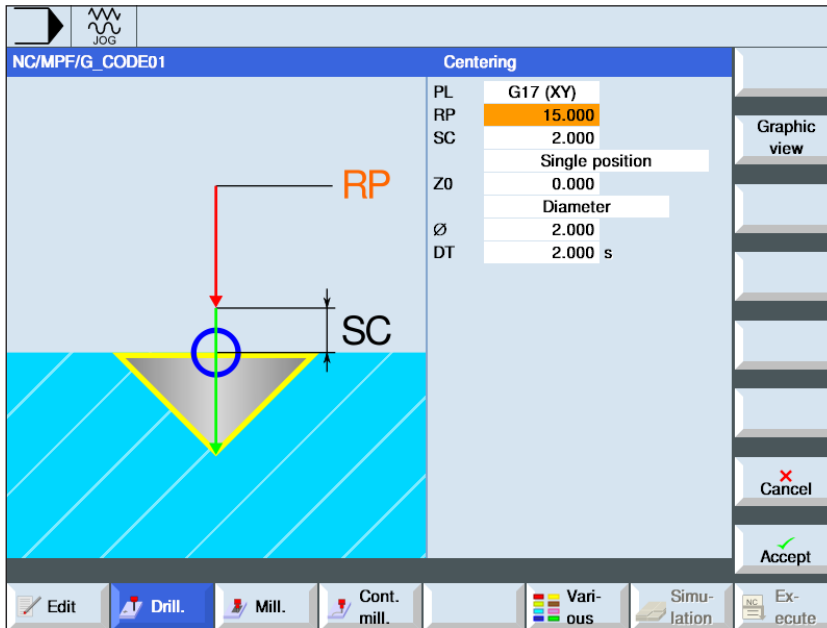 JOG
NC/MPF/G_CODE01
Centering
PL G17 (XY)
RP 15.000
SC 2.000
Single position
Z0 0.000
Diameter
Ø 2.000
DT 2.000 s
RP
SC
Graphic
view
Cancel
Accept
Edit
Drill.
Mill.
Cont.
mill.
Vari-
ous
Simu-
lation
NC
Ex-
ecute